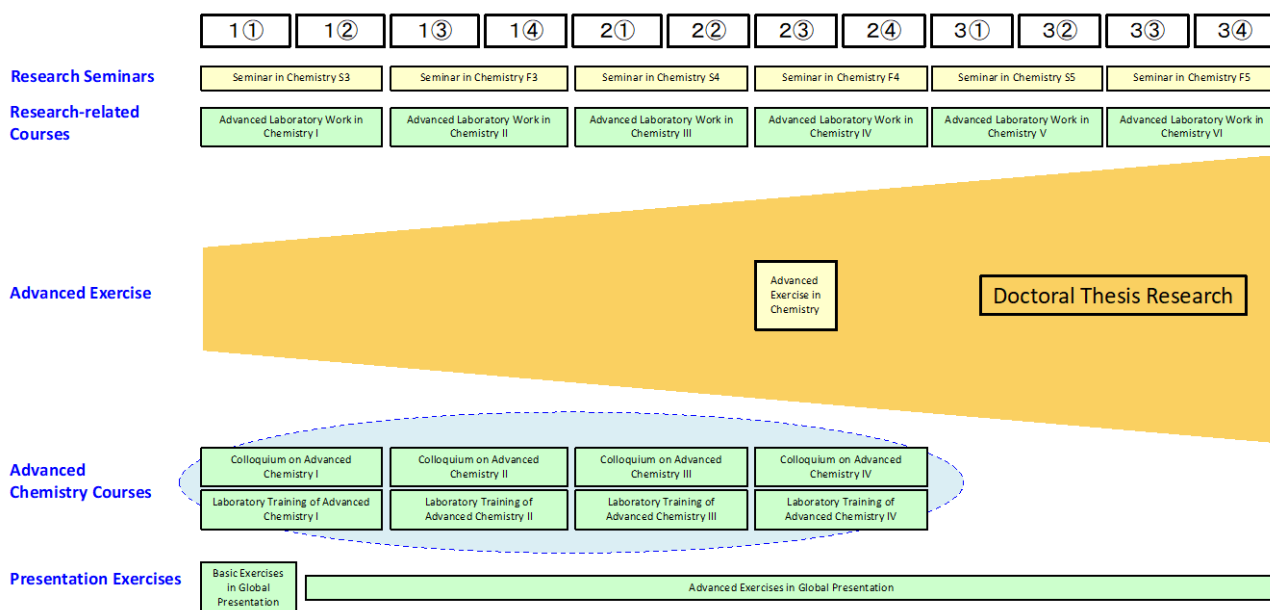 1① 1② 1③ 1④ 2① 2② 2③ 2④ 3① 3② 3③ 3④
Research Seminars
Seminar in Chemistry S3
Seminar in Chemistry F3
Seminar in Chemistry S4
Seminar in Chemistry F4
Seminar in Chemistry S5
Seminar in Chemistry F5
Research-related
Courses
Advanced Laboratory Work in
Chemistry I
Advanced Laboratory Work in
Chemistry II
Advanced Laboratory Work in
Chemistry III
Advanced Laboratory Work in
Chemistry IV
Advanced Laboratory Work in
Chemistry V
Advanced Laboratory Work in
Chemistry VI
Advanced Exercise
Advanced
Exercise in
Chemistry
Doctoral Thesis Research
Advanced
Chemistry Courses
Colloquium on Advanced
Chemistry I
Colloquium on Advanced
Chemistry II
Colloquium on Advanced
Chemistry III
Colloquium on Advanced
Chemistry IV
Laboratory Training of Advanced
Chemistry I
Laboratory Training of
Advanced Chemistry II
Laboratory Training of
Advanced Chemistry III
Laboratory Training of
Advanced Chemistry IV
Presentation Exercises
Basic Exercises
in Global
Presentation
Advanced Exercises in Global Presentation